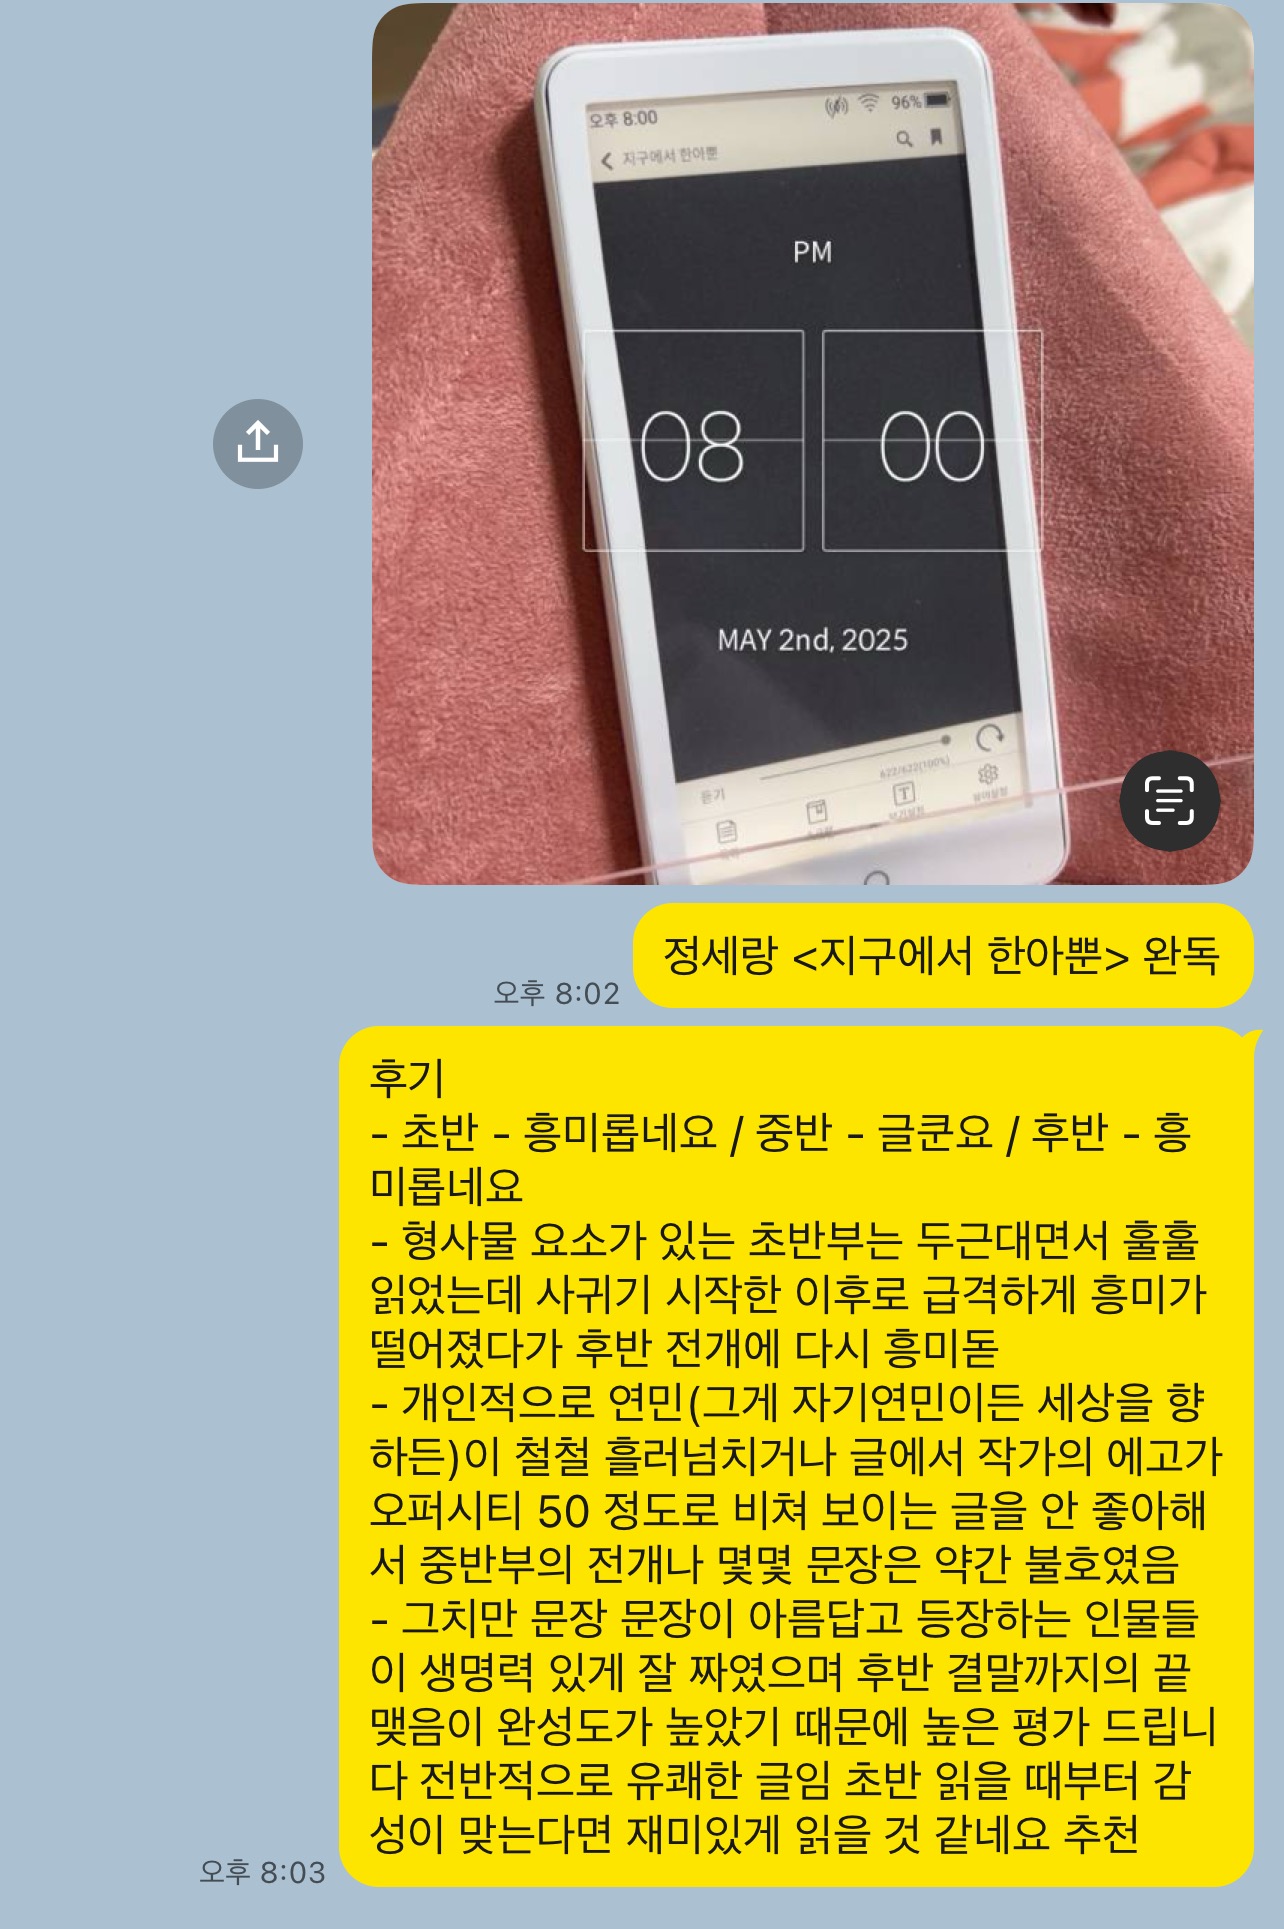 오후 8:00 96%
지구에서 한아뿐
PM
08 00
MAY 2nd, 2025
622/622(100%)
듣기
보기설정
정세랑 <지구에서 한아뿐> 완독
오후 8:02
후기
- 초반 - 흥미롭네요 / 중반 - 글쿤요 / 후반 - 흥
미롭네요
- 형사물 요소가 있는 초반부는 두근대면서 훌훌
읽었는데 사귀기 시작한 이후로 급격하게 흥미가
떨어졌다가 후반 전개에 다시 흥미돋
- 개인적으로 연민(그게 자기연민이든 세상을 향
하든)이 철철 흘러넘치거나 글에서 작가의 에고가
오퍼시티 50 정도로 비쳐 보이는 글을 안 좋아해
서 중반부의 전개나 몇몇 문장은 약간 불호였음
- 그치만 문장 문장이 아름답고 등장하는 인물들
이 생명력 있게 잘 짜였으며 후반 결말까지의 끝
맺음이 완성도가 높았기 때문에 높은 평가 드립니
다 전반적으로 유쾌한 글임 초반 읽을 때부터 감
성이 맞는다면 재미있게 읽을 것 같네요 추천
오후 8:03